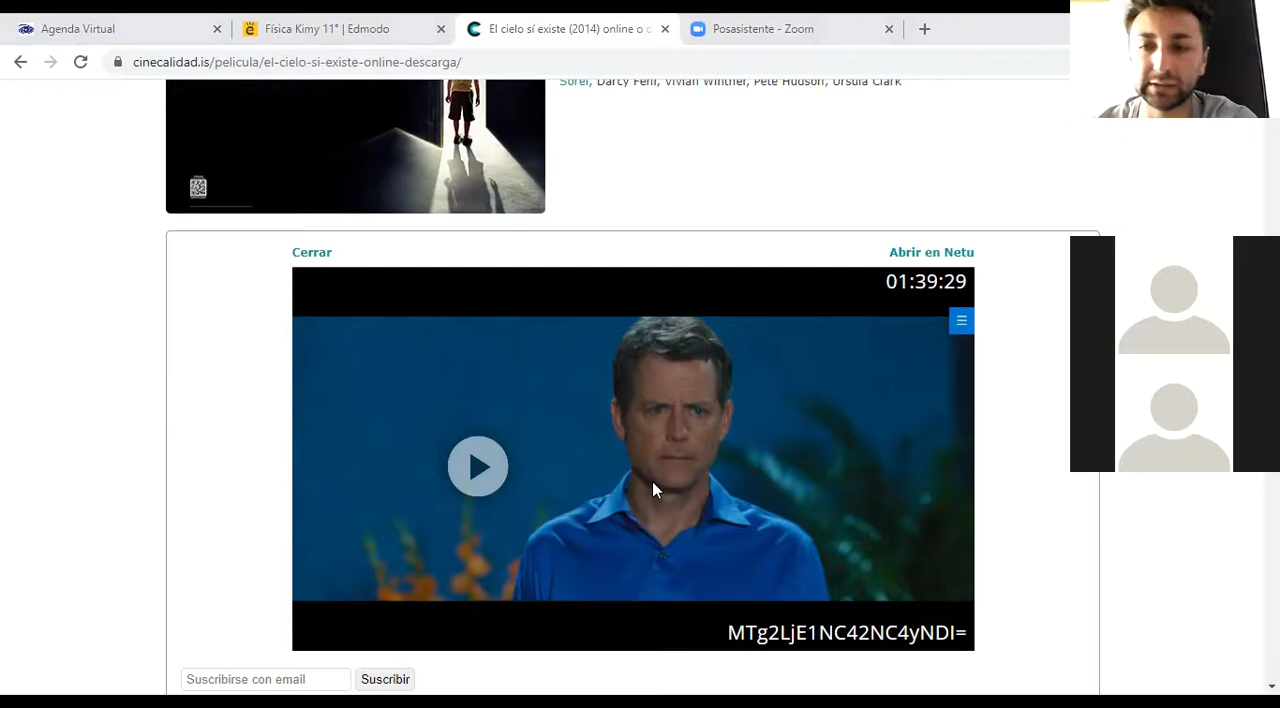 Agenda Virtual
Física Kimy 11° | Edmodo
El cielo sí existe (2014) online o d
Posasistente - Zoom
cinecalidad.is/pelicula/el-cielo-si-existe-online-descarga/
Sorel, Darcy Fehr, Vivian Winther, Pete Hudson, Ursula Clark
Cerrar
Abrir en Netu
01:39:29
MTg2LjE1NC42NC4yNDI=
Suscribirse con email
Suscribir